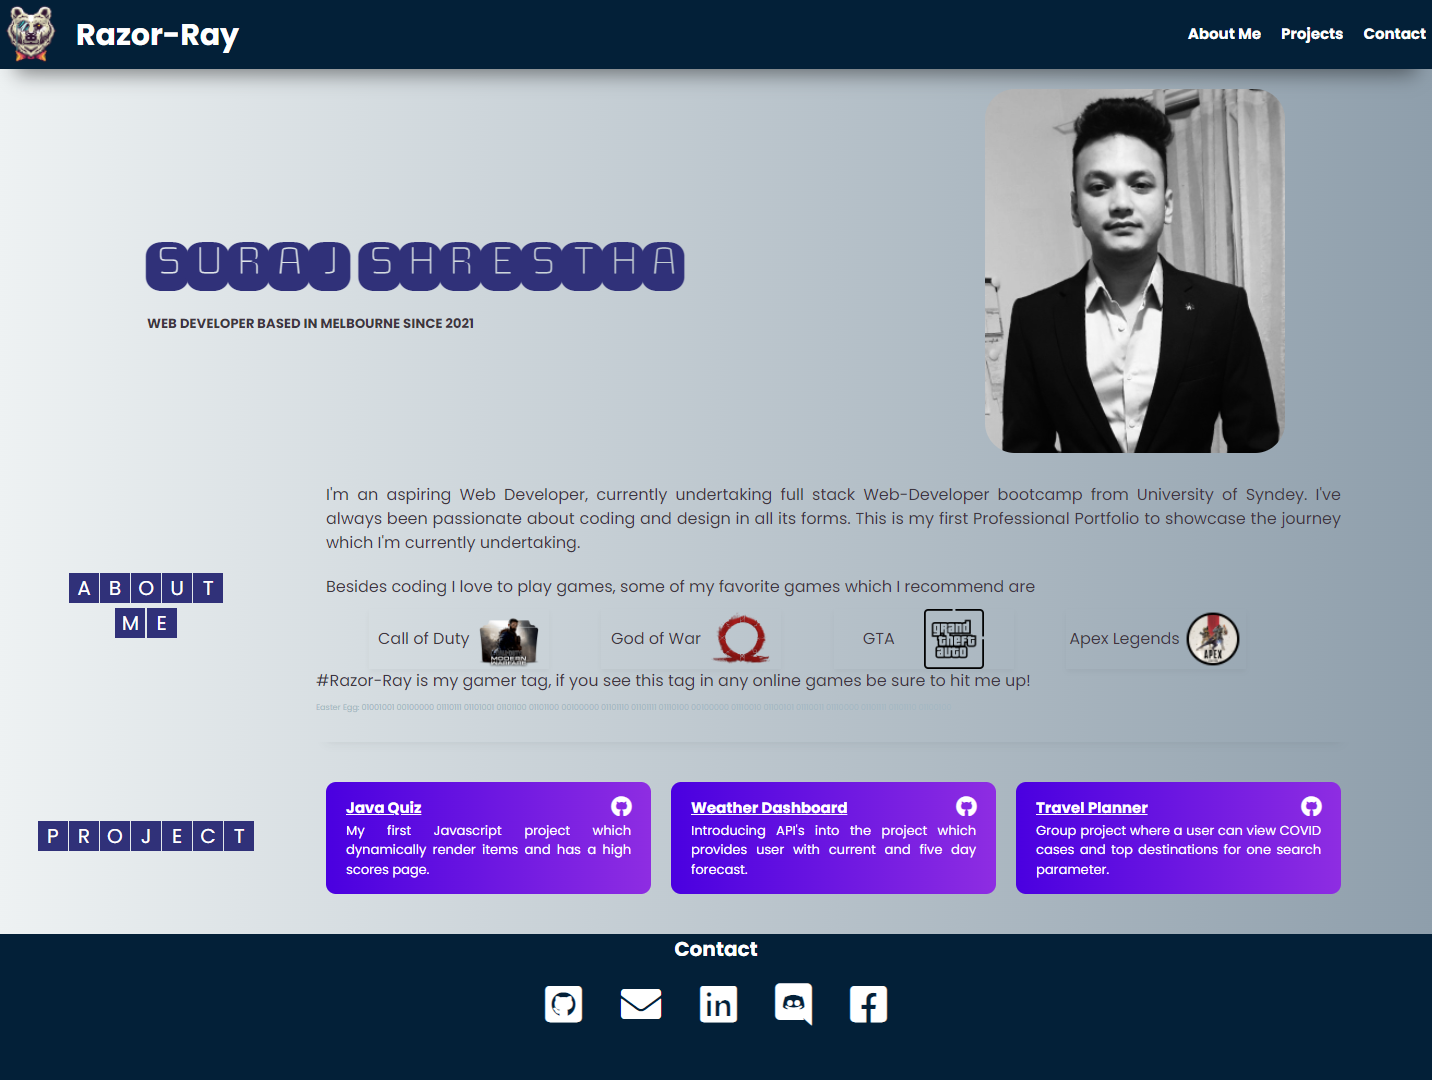 Razor-Ray
About Me Projects Contact
SURAJ SHRESTHA
WEB DEVELOPER BASED IN MELBOURNE SINCE 2021
I'm an aspiring Web Developer, currently undertaking full stack Web-Developer bootcamp from University of Syndey. I've
always been passionate about coding and design in all its forms. This is my first Professional Portfolio to showcase the journey
which I'm currently undertaking.
ABOUT
ME
Besides coding I love to play games, some of my favorite games which I recommend are
Call of Duty
MODERN
WARFARE
God of War
GTA
grand
theft
auto
Apex Legends
APEX
#Razor-Ray is my gamer tag, if you see this tag in any online games be sure to hit me up!
Easter Egg: 01001001 00100000 01110111 01101001 01101100 01101100 00100000 01101110 01101111 01110100 00100000 01110010 01100101
PROJECT
Java Quiz
My first Javascript project which
dynamically render items and has a high
scores page.
Weather Dashboard
Introducing API's into the project which
provides user with current and five day
forecast.
Travel Planner
Group project where a user can view COVID
cases and top destinations for one search
parameter.
Contact
in